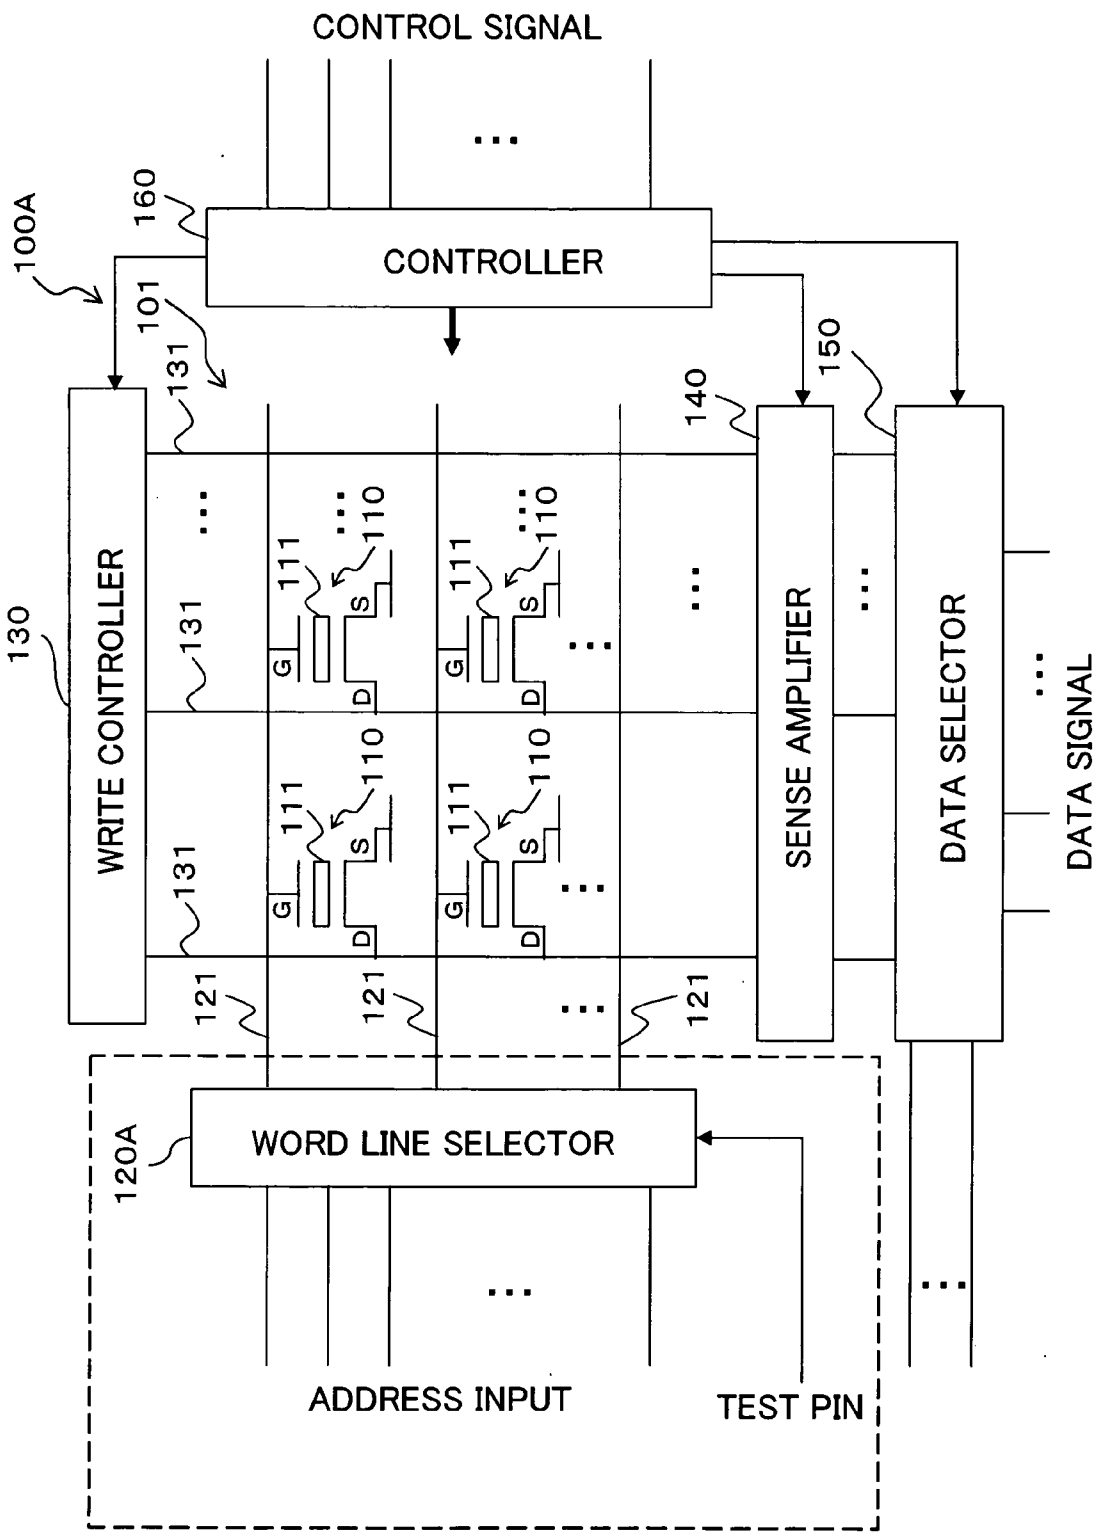 CONTROL SIGNAL
160
100A
CONTROLLER
101
131
150
140
130
WRITE CONTROLLER
111
110
G
S
D
111
110
G
S
D
131
SENSE AMPLIFIER
DATA SELECTOR
DATA SIGNAL
111
110
G
S
D
111
110
G
S
D
131
121
121
121
120A
WORD LINE SELECTOR
ADDRESS INPUT
TEST PIN